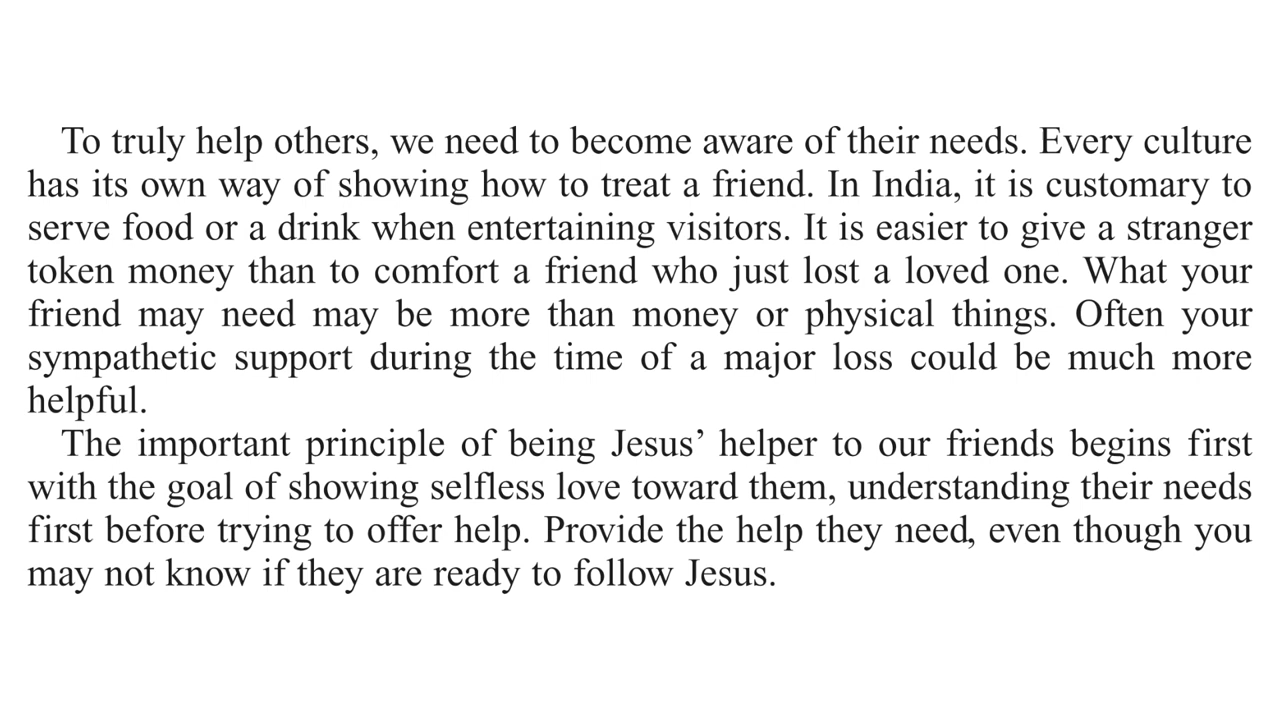 To truly help others, we need to become aware of their needs. Every culture
has its own way of showing how to treat a friend. In India, it is customary to
serve food or a drink when entertaining visitors. It is easier to give a stranger
token money than to comfort a friend who just lost a loved one. What your
friend may need may be more than money or physical things. Often your
sympathetic support during the time of a major loss could be much more
helpful.
The important principle of being Jesus’ helper to our friends begins first
with the goal of showing selfless love toward them, understanding their needs
first before trying to offer help. Provide the help they need, even though you
may not know if they are ready to follow Jesus.